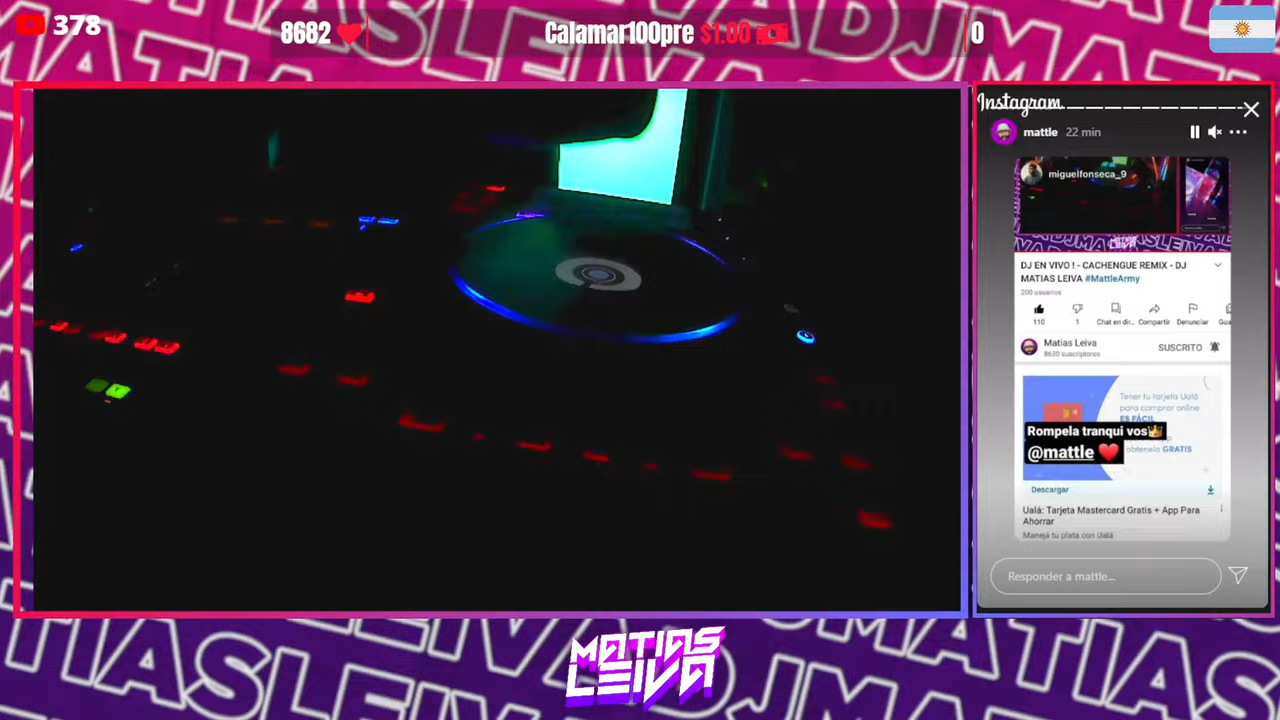 378
8682
Calamar100pre $1.00
0
Instagram
mattle 22 min
miguelfonseca_9
DJ EN VIVO ! - CACHENGUE REMIX - DJ
MATIAS LEIVA #MattleArmy
200 usuarios
110
1
Chat en dir...
Compartir
Denunciar
Gua
Matias Leiva
8630 suscriptores
SUSCRITO
Tener tu tarjeta Ualá
para comprar online
ES FÁCIL
Rompela tranqui vos
@mattle
obtenela GRATIS
Descargar
Ualá: Tarjeta Mastercard Gratis + App Para
Ahorrar
Manejá tu plata con Ualá
Responder a mattle...
MATIAS
LEIVA